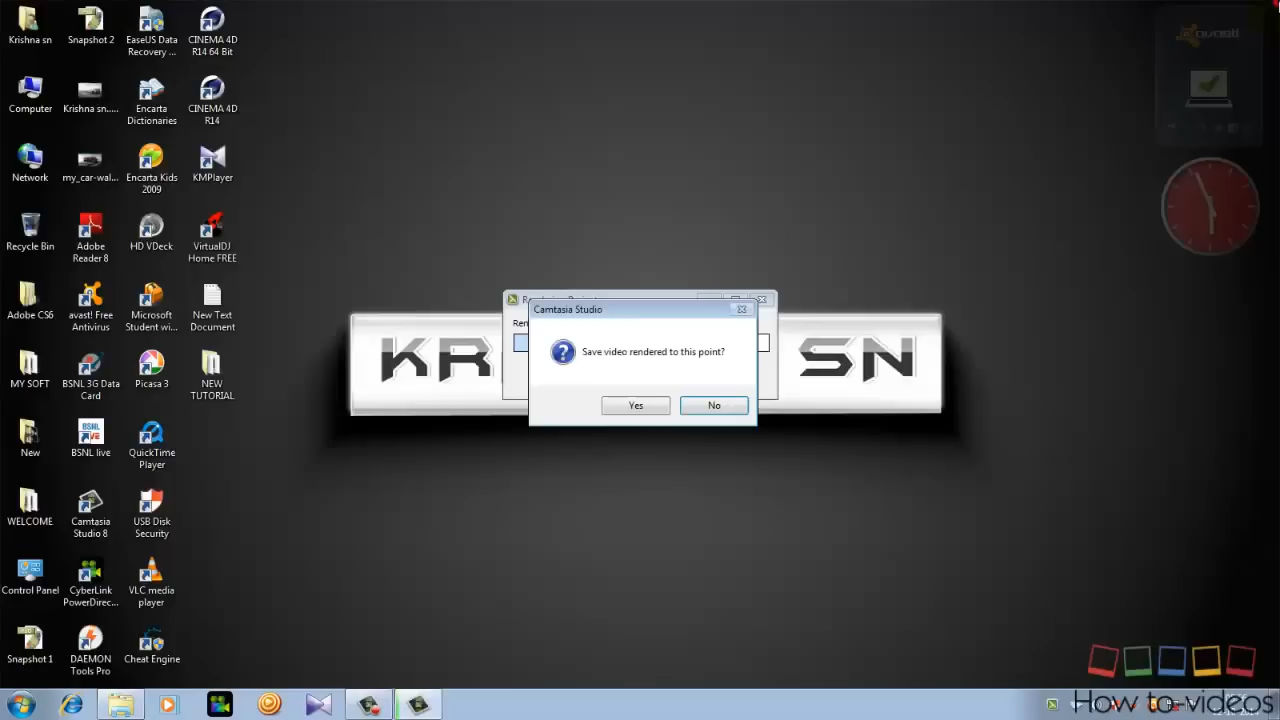 Krishna sn
Snapshot 2
EaseUS Data
Recovery ...
CINEMA 4D
R14 64 Bit
avast!
Computer
Krishna sn....
Encarta
Dictionaries
CINEMA 4D
R14
Network
my_car-wal...
Encarta Kids
2009
KMPlayer
Recycle Bin
Adobe
Reader 8
HD VDeck
VirtualDJ
Home FREE
Adobe CS6
avast! Free
Antivirus
Microsoft
Student wi...
New Text
Document
MY SOFT
BSNL 3G Data
Card
Picasa 3
NEW
TUTORIAL
Camtasia Studio
Save video rendered to this point?
Yes
No
KR
SN
New
BSNL live
QuickTime
Player
WELCOME
Camtasia
Studio 8
USB Disk
Security
Control Panel
CyberLink
PowerDirec...
VLC media
player
Snapshot 1
DAEMON
Tools Pro
Cheat Engine
How to-videos